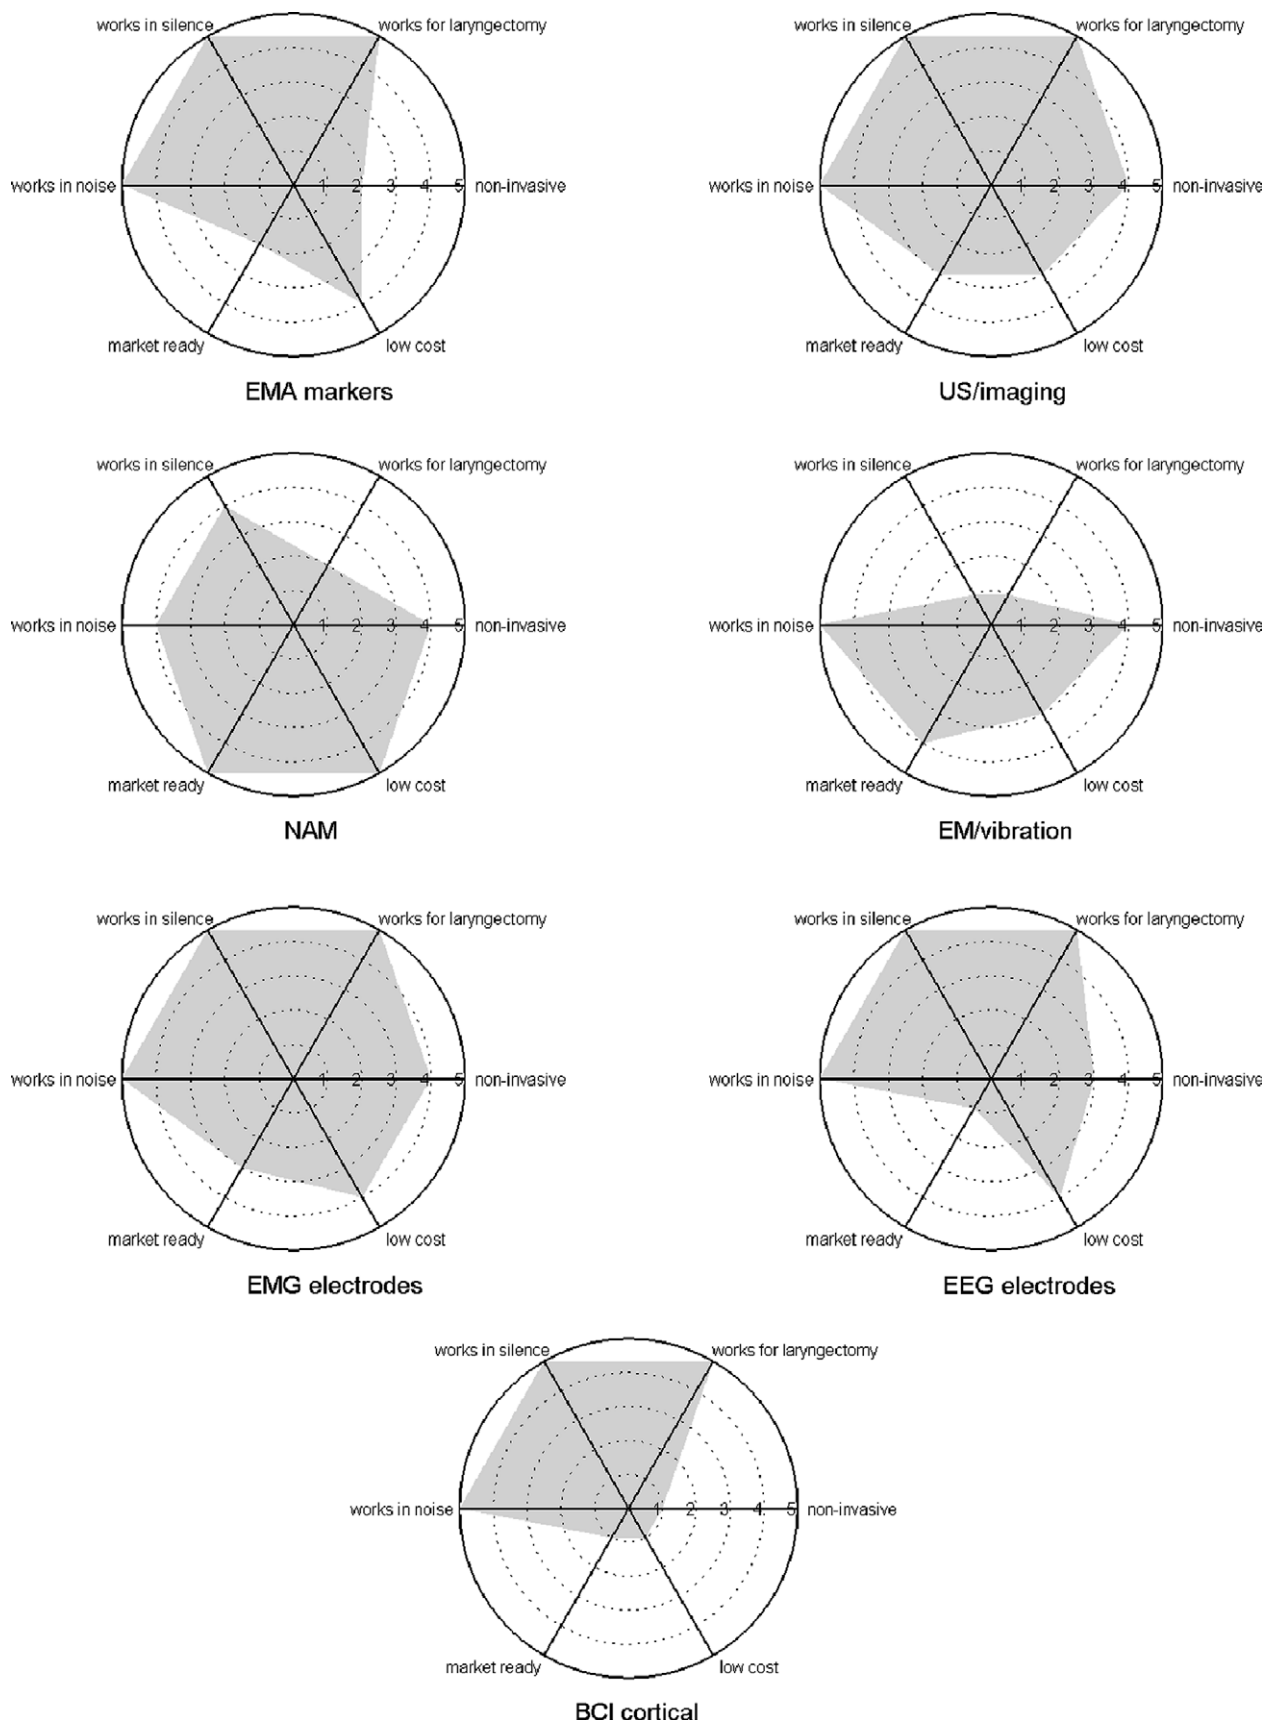 works in silence works for laryngectomy
works in noise 1 2 3 4 5 non-invasive
market ready low cost
EMA markers
works in silence works for laryngectomy
works in noise 1 2 3 4 5 non-invasive
market ready low cost
US/imaging
works in silence works for laryngectomy
works in noise 1 2 3 4 5 non-invasive
market ready low cost
NAM
works in silence works for laryngectomy
works in noise 1 2 3 4 5 non-invasive
market ready low cost
EM/vibration
works in silence works for laryngectomy
works in noise 1 2 3 4 5 non-invasive
market ready low cost
EMG electrodes
works in silence works for laryngectomy
works in noise 1 2 3 4 5 non-invasive
market ready low cost
EEG electrodes
works in silence works for laryngectomy
works in noise 1 2 3 4 5 non-invasive
market ready low cost
BCI cortical